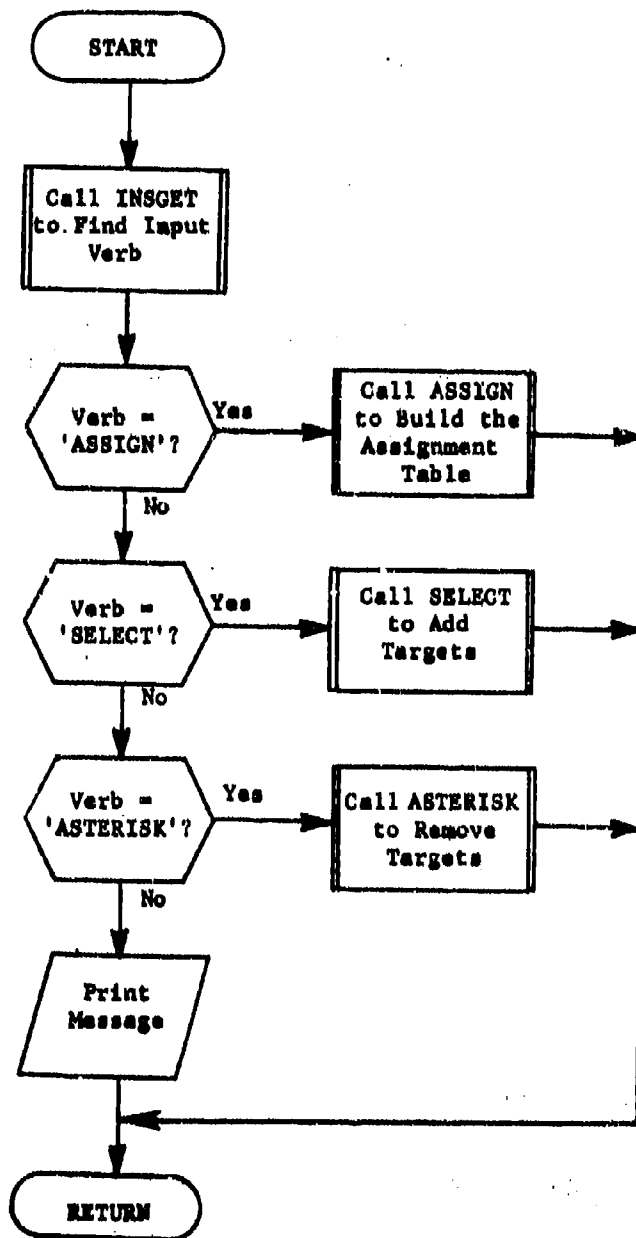 START
Call INSGET
to Find Input
Verb
Verb =
'ASSIGN'?
Yes
Call ASSIGN
to Build the
Assignment
Table
No
Verb =
'SELECT'?
Yes
Call SELECT
to Add
Targets
No
Verb =
'ASTERISK'?
Yes
Call ASTERISK
to Remove
Targets
No
Print
Message
RETURN